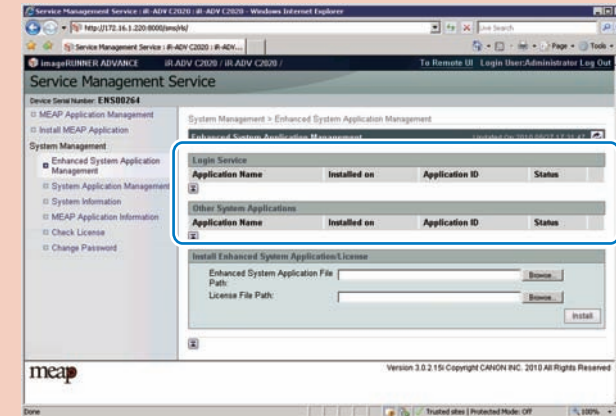 Service Management Service : iR-ADV C2020 : iR-ADV C2020 - Windows Internet Explorer
http://172.16.1.220:8000/sms/Hs/
Live Search
Service Management Service : iR-ADV C2020 : iR-ADV...
Page
Tools
imageRUNNER ADVANCE iR-ADV C2020 / iR-ADV C2020 /
To Remote UI Login User:Administrator Log Out
Service Management Service
Device Serial Number: ENS00264
MEAP Application Management
Install MEAP Application
System Management
Enhanced System Application Management
System Application Management
System Information
MEAP Application Information
Check License
Change Password
System Management > Enhanced System Application Management
Enhanced System Application Management
Login Service
Application Name Installed on Application ID Status
Other System Applications
Application Name Installed on Application ID Status
Install Enhanced System Application/License
Enhanced System Application File Path:
Browse...
License File Path:
Browse...
Install
meap
Version 3.0.2.15i Copyright CANON INC. 2010 All Rights Reserved
Done
Trusted sites | Protected Mode: Off
100%